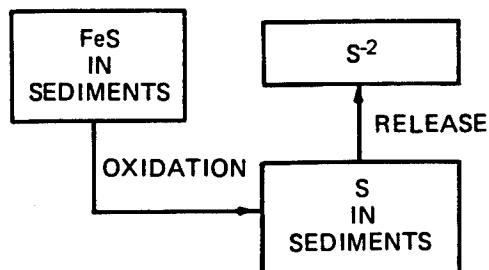 FeS
IN
SEDIMENTS
S-2
RELEASE
OXIDATION
S
IN
SEDIMENTS